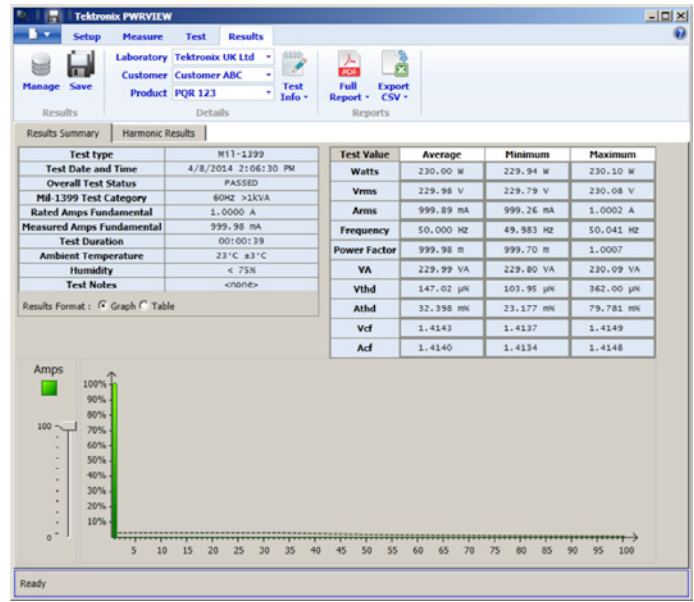 Tektronix PWRVIEW
Setup Measure Test Results
Manage Save
Laboratory Tektronix UK Ltd
Customer Customer ABC
Product PQR 123
Test Info
Full Report
Export CSV
Results Details Reports
Results Summary Harmonic Results
Test type Mil-1399
Test Date and Time 4/8/2014 2:06:30 PM
Overall Test Status PASSED
Mil-1399 Test Category 60HZ >1kVA
Rated Amps Fundamental 1.0000 A
Measured Amps Fundamental 999.98 mA
Test Duration 00:00:39
Ambient Temperature 23°C ±3°C
Humidity < 75%
Test Notes <none>
Results Format : Graph Table
Test Value Average Minimum Maximum
Watts 230.00 W 229.94 W 230.10 W
Vrms 229.98 V 229.79 V 230.08 V
Arms 999.89 mA 999.26 mA 1.0002 A
Frequency 50.000 HZ 49.983 HZ 50.041 HZ
Power Factor 999.98 m 999.70 m 1.0007
VA 229.99 VA 229.80 VA 230.09 VA
Vthd 147.02 µ% 103.95 µ% 362.00 µ%
Athd 32.398 m% 23.177 m% 79.781 m%
Vcf 1.4143 1.4137 1.4149
Acf 1.4140 1.4134 1.4148
Amps
100
0
100%
90%
80%
70%
60%
50%
40%
30%
20%
10%
5 10 15 20 25 30 35 40 45 50 55 60 65 70 75 80 85 90 95 100
Ready